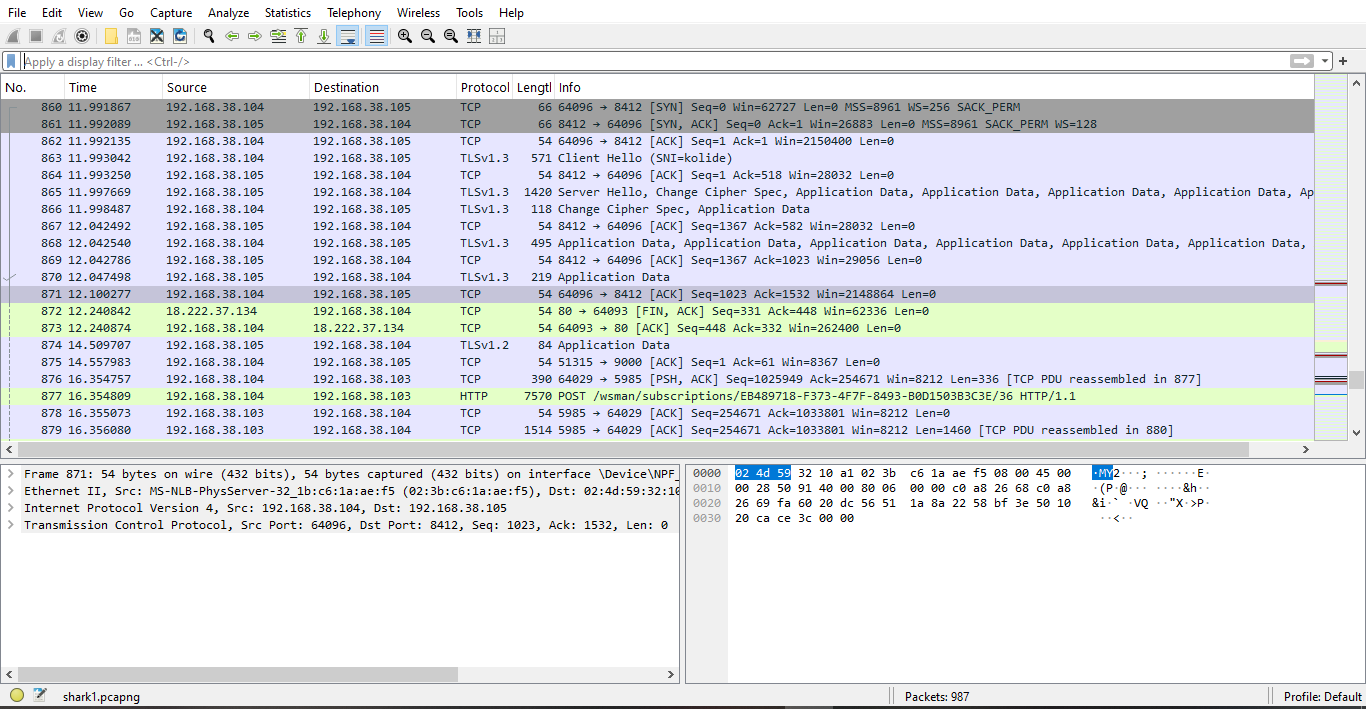 File Edit View Go Capture Analyze Statistics Telephony Wireless Tools Help
Apply a display filter ... <Ctrl-/>
No. Time Source Destination Protocol Lengtl Info
860 11.991867 192.168.38.104 192.168.38.105 TCP 66 64096 → 8412 [SYN] Seq=0 Win=62727 Len=0 MSS=8961 WS=256 SACK_PERM
861 11.992089 192.168.38.105 192.168.38.104 TCP 66 8412 → 64096 [SYN, ACK] Seq=0 Ack=1 Win=26883 Len=0 MSS=8961 SACK_PERM WS=128
862 11.992135 192.168.38.104 192.168.38.105 TCP 54 64096 → 8412 [ACK] Seq=1 Ack=1 Win=2150400 Len=0
863 11.993042 192.168.38.104 192.168.38.105 TLSv1.3 571 Client Hello (SNI=kolide)
864 11.993250 192.168.38.105 192.168.38.104 TCP 54 8412 → 64096 [ACK] Seq=1 Ack=518 Win=28032 Len=0
865 11.997669 192.168.38.105 192.168.38.104 TLSv1.3 1420 Server Hello, Change Cipher Spec, Application Data, Application Data, Application Data, Ap
866 11.998487 192.168.38.104 192.168.38.105 TLSv1.3 118 Change Cipher Spec, Application Data
867 12.042492 192.168.38.105 192.168.38.104 TCP 54 8412 → 64096 [ACK] Seq=1367 Ack=582 Win=28032 Len=0
868 12.042540 192.168.38.104 192.168.38.105 TLSv1.3 495 Application Data, Application Data, Application Data, Application Data, Application Data,
869 12.042786 192.168.38.105 192.168.38.104 TCP 54 8412 → 64096 [ACK] Seq=1367 Ack=1023 Win=29056 Len=0
870 12.047498 192.168.38.105 192.168.38.104 TLSv1.3 219 Application Data
871 12.100277 192.168.38.104 192.168.38.105 TCP 54 64096 → 8412 [ACK] Seq=1023 Ack=1532 Win=2148864 Len=0
872 12.240842 18.222.37.134 192.168.38.104 TCP 54 80 → 64093 [FIN, ACK] Seq=331 Ack=448 Win=62336 Len=0
873 12.240874 192.168.38.104 18.222.37.134 TCP 54 64093 → 80 [ACK] Seq=448 Ack=332 Win=262400 Len=0
874 14.509707 192.168.38.105 192.168.38.104 TLSv1.2 84 Application Data
875 14.557983 192.168.38.104 192.168.38.105 TCP 54 51315 → 9000 [ACK] Seq=1 Ack=61 Win=8367 Len=0
876 16.354757 192.168.38.104 192.168.38.103 TCP 390 64029 → 5985 [PSH, ACK] Seq=1025949 Ack=254671 Win=8212 Len=336 [TCP PDU reassembled in 877]
877 16.354809 192.168.38.104 192.168.38.103 HTTP 7570 POST /wsman/subscriptions/EB489718-F373-4F7F-8493-B0D1503B3C3E/36 HTTP/1.1
878 16.355073 192.168.38.103 192.168.38.104 TCP 54 5985 → 64029 [ACK] Seq=254671 Ack=1033801 Win=8212 Len=0
879 16.356080 192.168.38.103 192.168.38.104 TCP 1514 5985 → 64029 [ACK] Seq=254671 Ack=1033801 Win=8212 Len=1460 [TCP PDU reassembled in 880]
Frame 871: 54 bytes on wire (432 bits), 54 bytes captured (432 bits) on interface \Device\NPF_
Ethernet II, Src: MS-NLB-PhysServer-32_1b:c6:1a:ae:f5 (02:3b:c6:1a:ae:f5), Dst: 02:4d:59:32:10
Internet Protocol Version 4, Src: 192.168.38.104, Dst: 192.168.38.105
Transmission Control Protocol, Src Port: 64096, Dst Port: 8412, Seq: 1023, Ack: 1532, Len: 0
0000 02 4d 59 32 10 a1 02 3b c6 1a ae f5 08 00 45 00 ·MY2···; ······E·
0010 00 28 50 91 40 00 80 06 00 00 c0 a8 26 68 c0 a8 ·(P·@··· ····&h··
0020 26 69 fa 60 20 dc 56 51 1a 8a 22 58 bf 3e 50 10 &i·` ·VQ ··"X·>P·
0030 20 ca ce 3c 00 00 ··<··
shark1.pcapng Packets: 987 Profile: Default